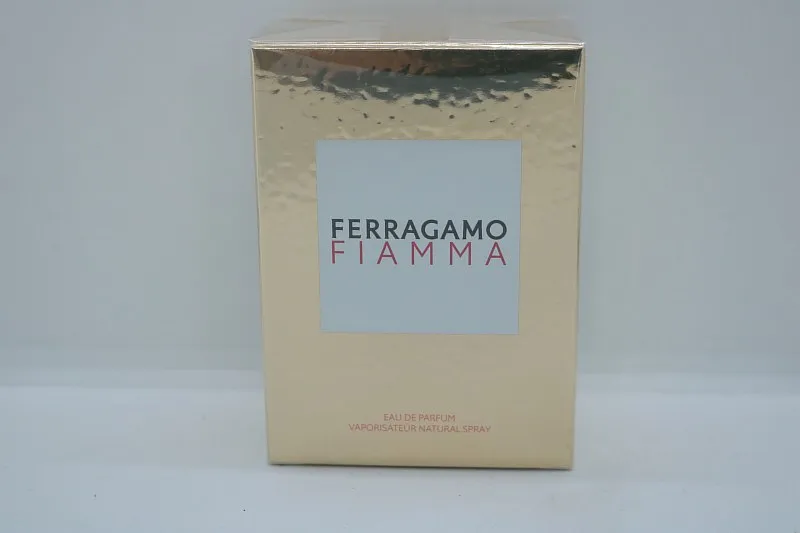 FERRAGAMO
FIAMMA
EAU DE PARFUM
VAPORISATEUR NATURAL SPRAY